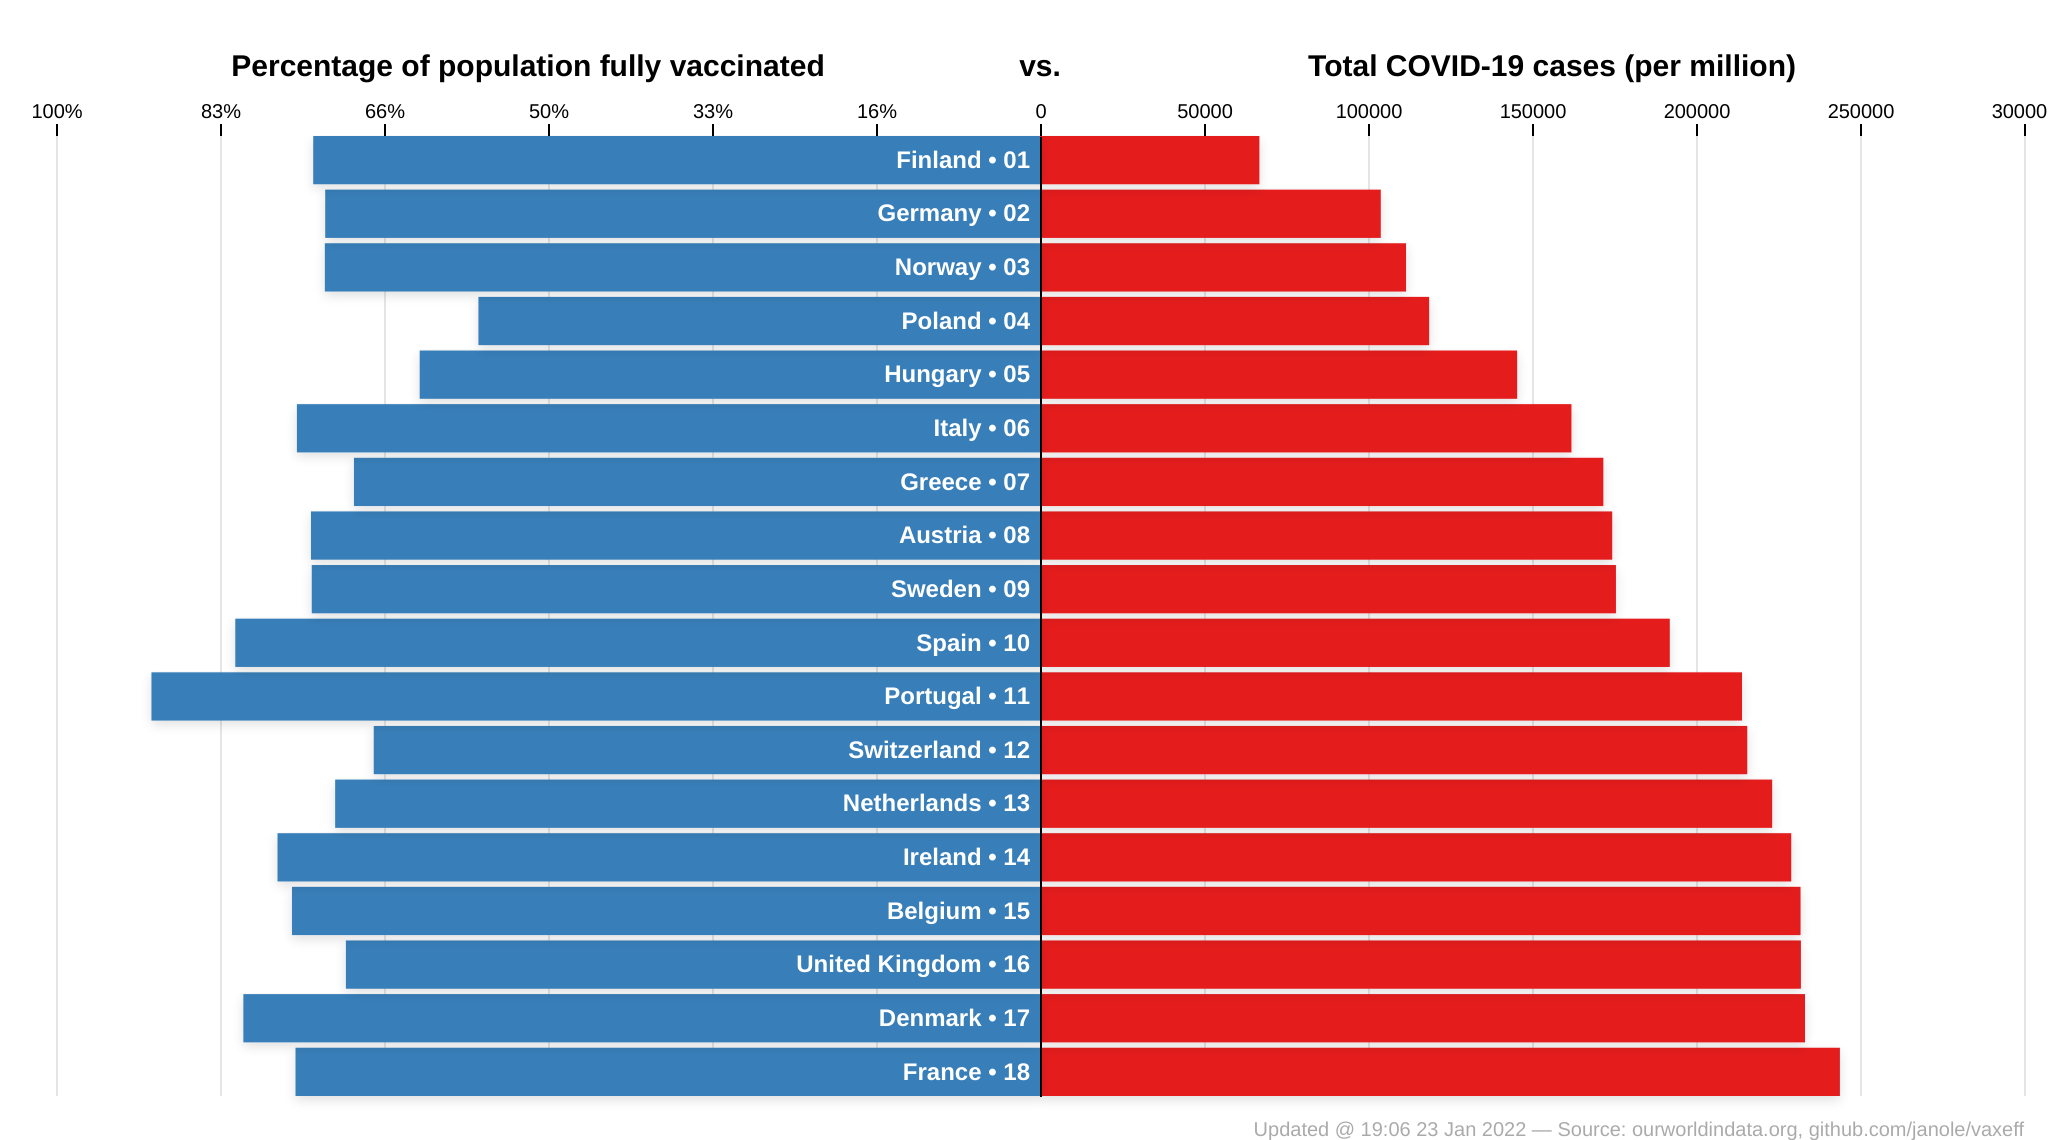 Percentage of population fully vaccinated vs. Total COVID-19 cases (per million)
100% 83% 66% 50% 33% 16% 0 50000 100000 150000 200000 250000 30000
Finland • 01
Germany • 02
Norway • 03
Poland • 04
Hungary • 05
Italy • 06
Greece • 07
Austria • 08
Sweden • 09
Spain • 10
Portugal • 11
Switzerland • 12
Netherlands • 13
Ireland • 14
Belgium • 15
United Kingdom • 16
Denmark • 17
France • 18
Updated @ 19:06 23 Jan 2022 — Source: ourworldindata.org, github.com/janole/vaxeff